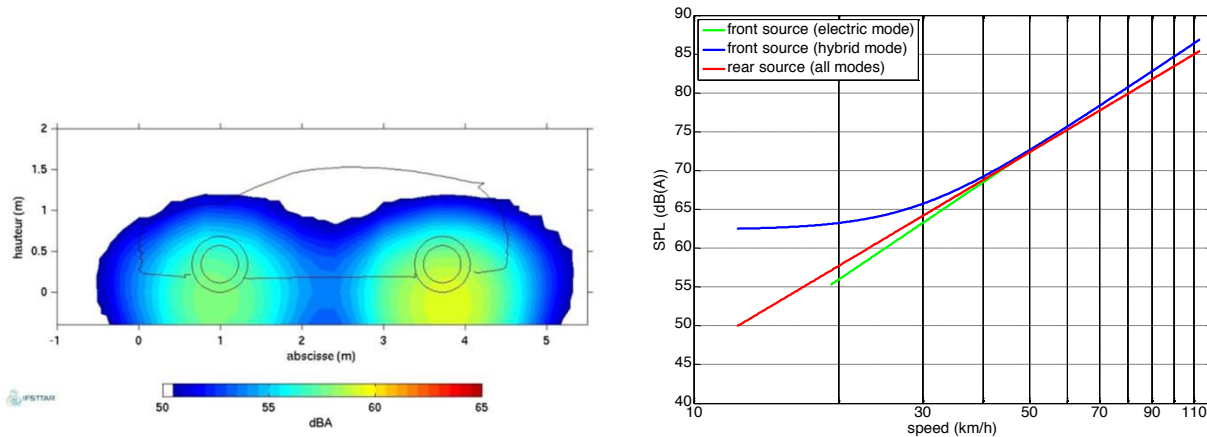 2
1.5
1
0.5
0
hauteur (m)
-1 0 1 2 3 4 5
abscisse (m)
50 55 60 65
dBA
IFSTTAR
90
85
80
75
70
65
60
55
50
45
40
SPL (dB(A))
front source (electric mode)
front source (hybrid mode)
rear source (all modes)
10 30 50 70 90 110
speed (km/h)